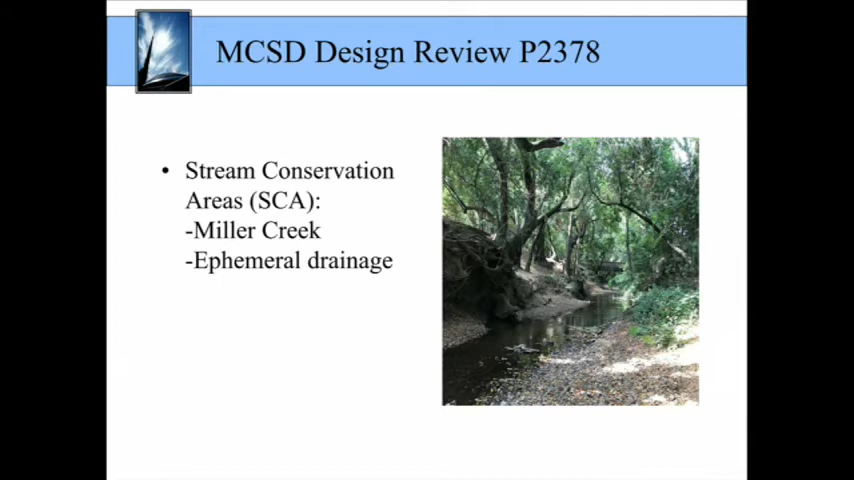 MCSD Design Review P2378
• Stream Conservation
Areas (SCA):
-Miller Creek
-Ephemeral drainage